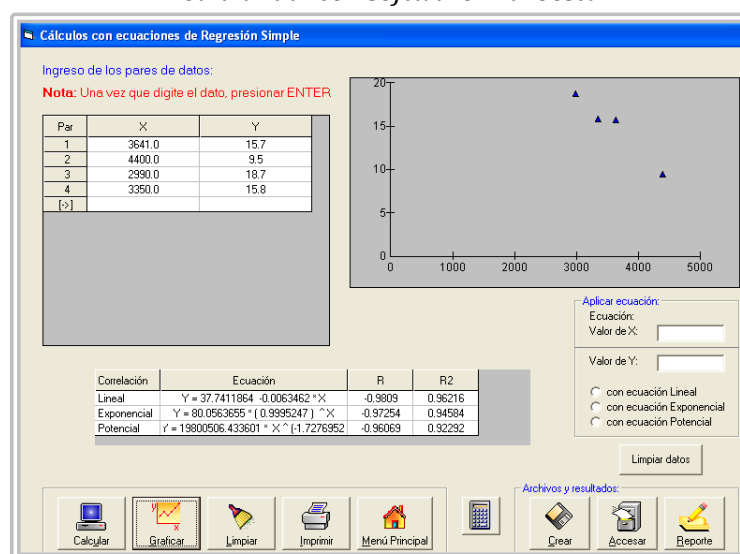 Cálculos con ecuaciones de Regresión Simple
Ingreso de los pares de datos:
Nota: Una vez que digite el dato, presionar ENTER
Par X Y
1 3641.0 15.7
2 4400.0 9.5
3 2990.0 18.7
4 3350.0 15.8
[->]
20
15
10
5
0
0 1000 2000 3000 4000 5000
Aplicar ecuación:
Ecuación:
Valor de X:
Valor de Y:
con ecuación Lineal
con ecuación Exponencial
con ecuación Potencial
Correlación Ecuación R R2
Lineal Y = 37.7411864 -0.0063462 * X -0.9809 0.96216
Exponencial Y = 80.0563655 * ( 0.9995247 ) ^ X -0.97254 0.94584
Potencial Y = 19800506.433601 * X ^ (-1.7276952 -0.96069 0.92292
Limpiar datos
Archivos y resultados:
Calcular Graficar Limpiar Imprimir Menú Principal Crear Accesar Reporte